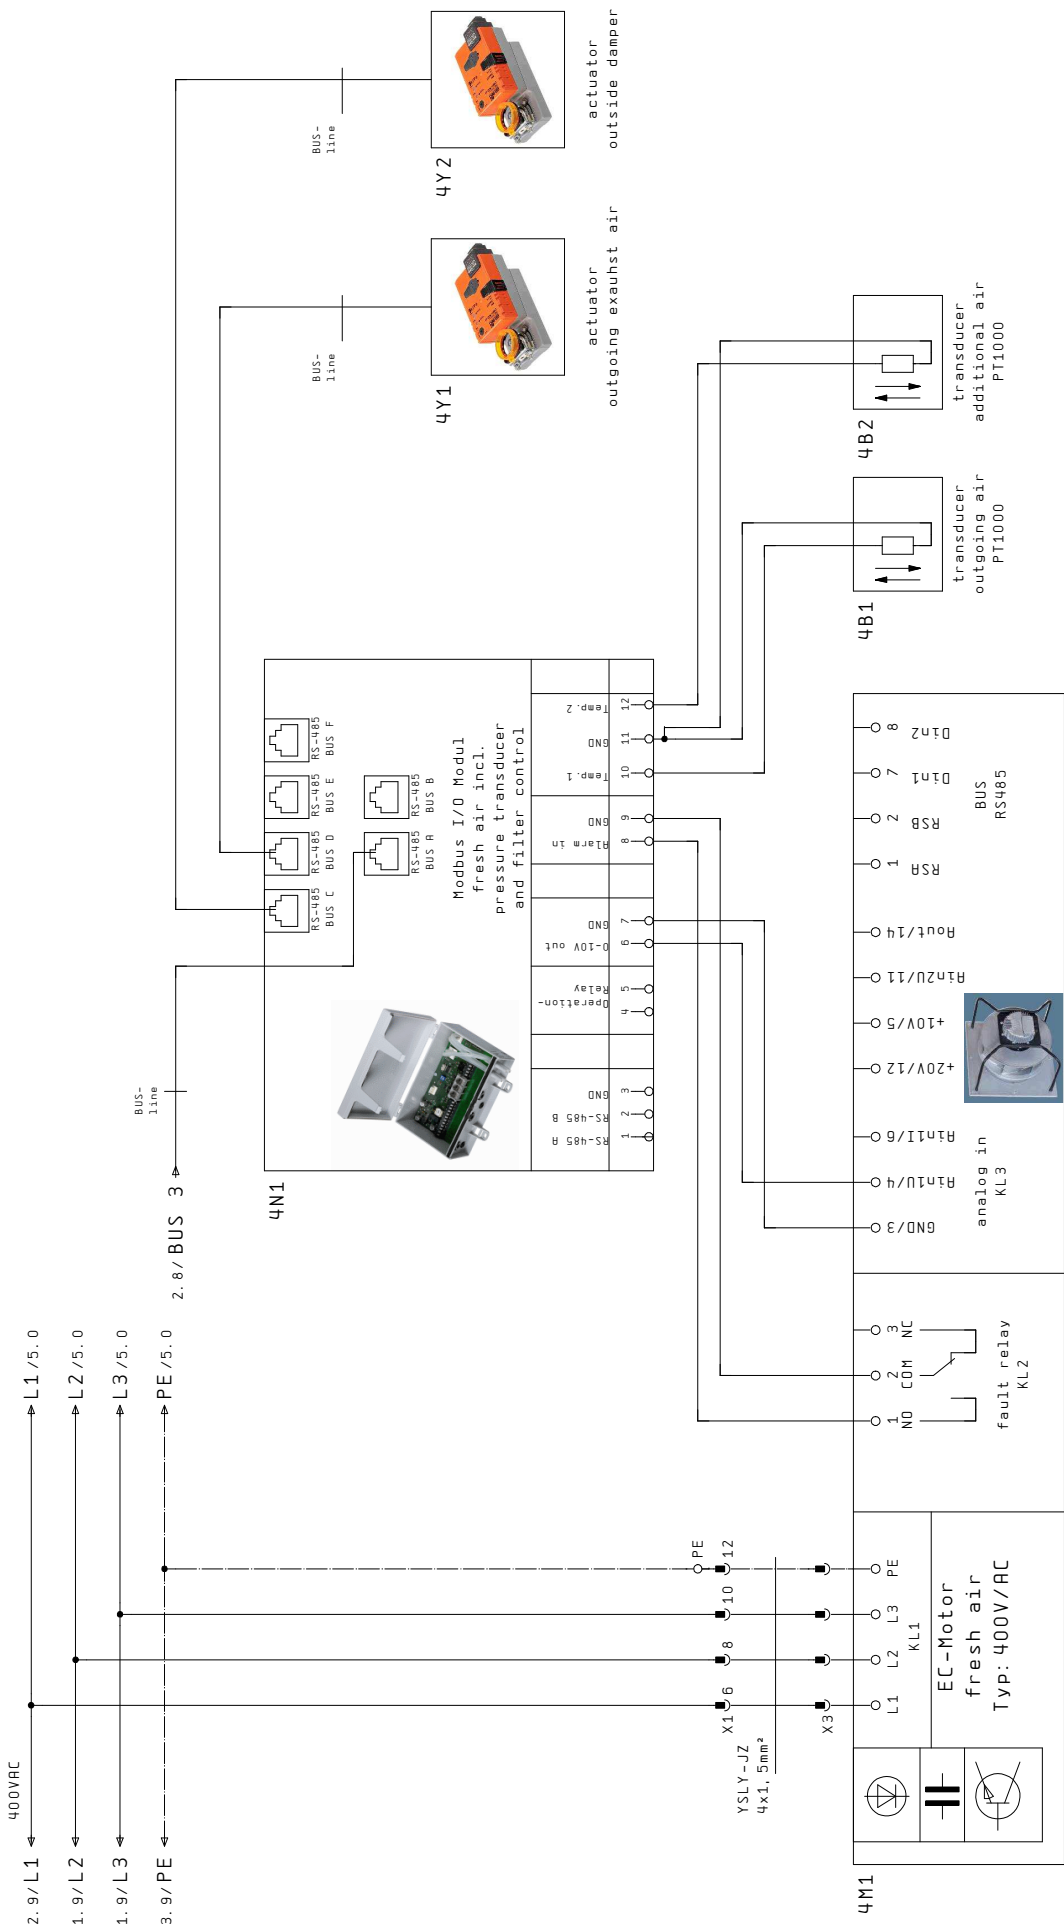 400VAC
2.9/L1
1.9/L2
1.9/L3
3.9/PE
L1/5.0
L2/5.0
L3/5.0
PE/5.0
2.8/BUS 3
BUS-
line
BUS-
line
BUS-
line
4N1
RS-485
BUS C
RS-485
BUS D
RS-485
BUS E
RS-485
BUS F
RS-485
BUS A
RS-485
BUS B
Modbus I/O Modul
fresh air incl.
pressure transducer
and filter control
RS-485 A
RS-485 B
GND
Operation-
Relay
0-10V out
GND
Alarm in
GND
Temp.1
GND
Temp.2
1
2
3
4
5
6
7
8
9
10
11
12
4Y1
actuator
outgoing exauhst air
4Y2
actuator
outside damper
4B1
transducer
outgoing air
PT1000
4B2
transducer
additional air
PT1000
PE
X1
6
8
10
12
YSLY-JZ
4x1,5mm²
X3
4M1
L1
L2
L3
PE
KL1
EC-Motor
fresh air
Typ: 400V/AC
1
NO
2
COM
3
NC
fault relay
KL2
GND/3
Ain1U/4
Ain1I/6
+20V/12
+10V/5
Ain2U/11
Aout/14
analog in
KL3
1
RSA
2
RSB
7
Din1
8
Din2
BUS
RS485